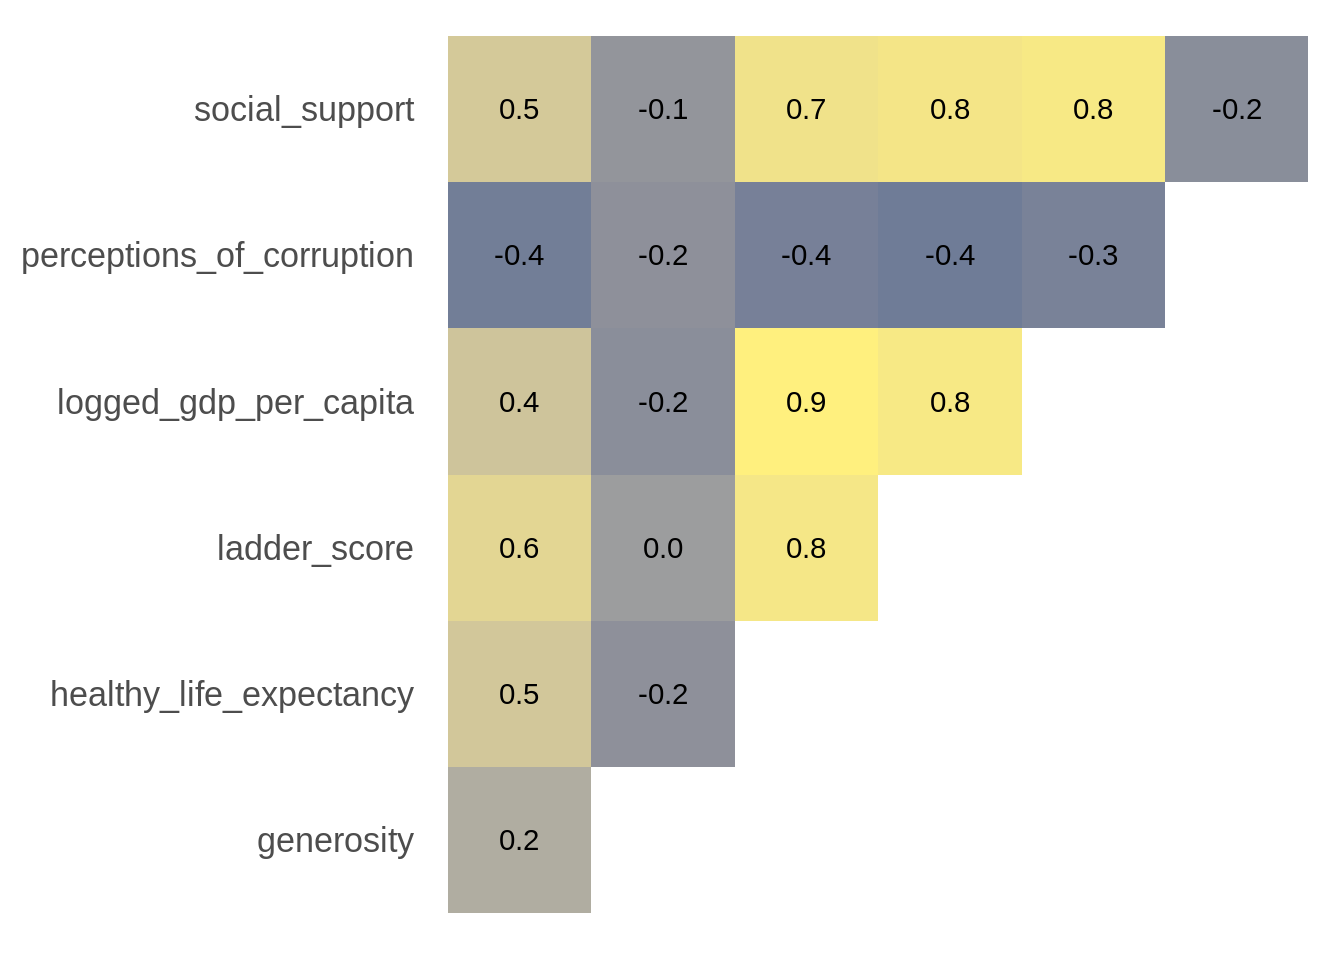 social_support 0.5 -0.1 0.7 0.8 0.8 -0.2
perceptions_of_corruption -0.4 -0.2 -0.4 -0.4 -0.3
logged_gdp_per_capita 0.4 -0.2 0.9 0.8
ladder_score 0.6 0.0 0.8
healthy_life_expectancy 0.5 -0.2
generosity 0.2